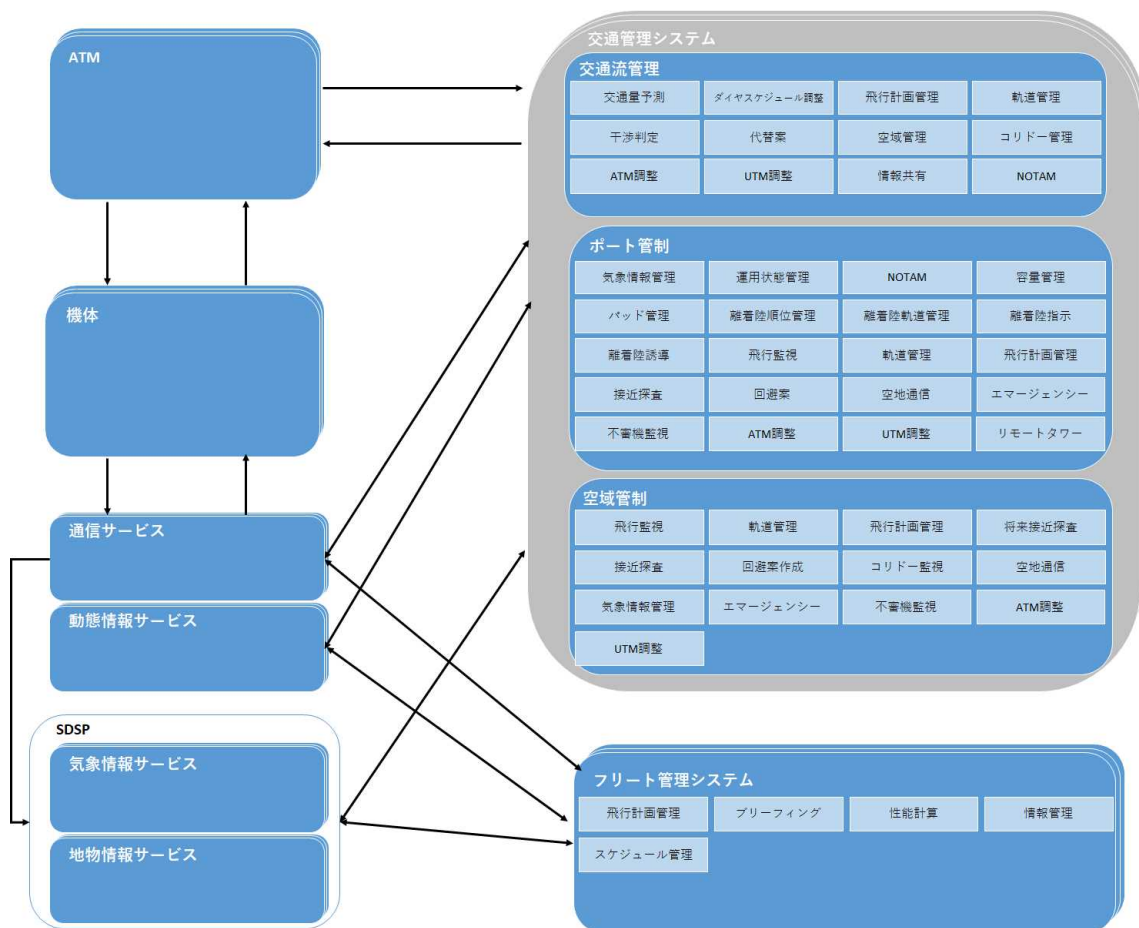 ATM
機体
通信サービス
動態情報サービス
SDSP
気象情報サービス
地物情報サービス
交通管理システム
交通流管理
交通量予測 ダイヤスケジュール調整 飛行計画管理 軌道管理
干渉判定 代替案 空域管理 コリドー管理
ATM調整 UTM調整 情報共有 NOTAM
ポート管制
気象情報管理 運用状態管理 NOTAM 容量管理
パッド管理 離着陸順位管理 離着陸軌道管理 離着陸指示
離着陸誘導 飛行監視 軌道管理 飛行計画管理
接近探査 回避案 空地通信 エマージェンシー
不審機監視 ATM調整 UTM調整 リモートタワー
空域管制
飛行監視 軌道管理 飛行計画管理 将来接近探査
接近探査 回避案作成 コリドー監視 空地通信
気象情報管理 エマージェンシー 不審機監視 ATM調整
UTM調整
フリート管理システム
飛行計画管理 ブリーフィング 性能計算 情報管理
スケジュール管理